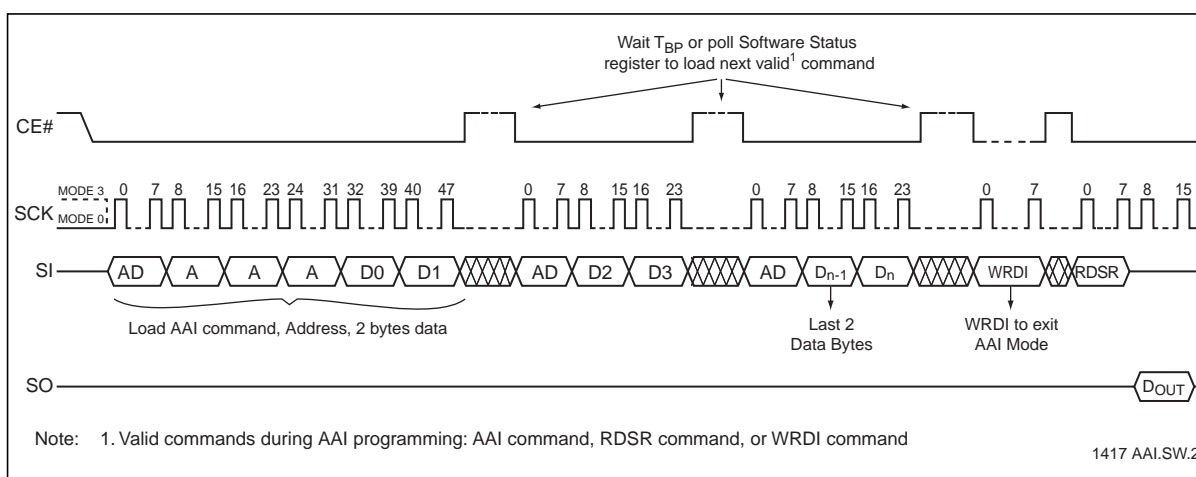 Wait TBP or poll Software Status
register to load next valid1 command
CE#
MODE 3 0 7 8 15 16 23 24 31 32 39 40 47 0 7 8 15 16 23 0 7 8 15 16 23 0 7 0 7 8 15
SCK MODE 0
SI AD A A A D0 D1 AD D2 D3 AD Dn-1 Dn WRDI RDSR
Load AAI command, Address, 2 bytes data
Last 2
Data Bytes
WRDI to exit
AAI Mode
SO DOUT
Note: 1. Valid commands during AAI programming: AAI command, RDSR command, or WRDI command
1417 AAI.SW.2